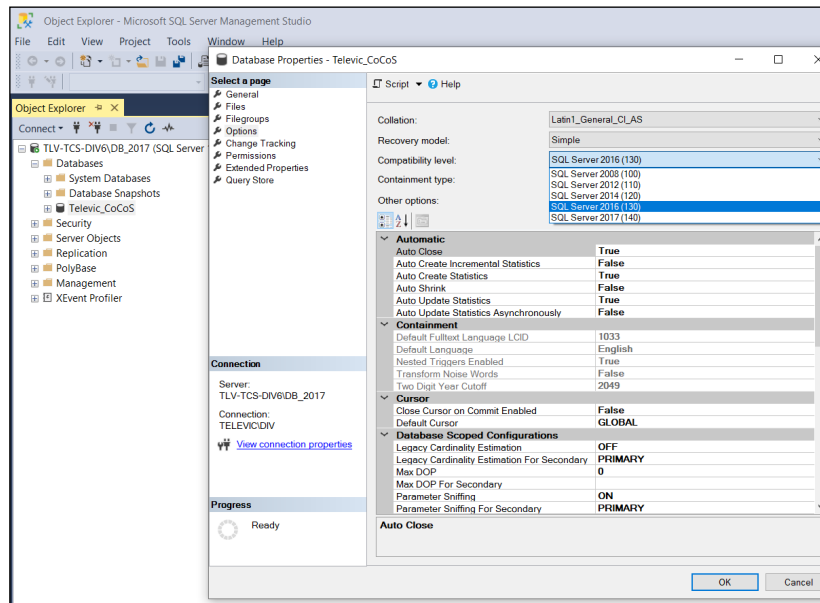 Object Explorer - Microsoft SQL Server Management Studio
File Edit View Project Tools Window Help
Database Properties - Televic_CoCoS
Object Explorer
Connect
TLV-TCS-DIV6\DB_2017 (SQL Server
Databases
System Databases
Database Snapshots
Televic_CoCoS
Security
Server Objects
Replication
PolyBase
Management
XEvent Profiler
Select a page
General
Files
Filegroups
Options
Change Tracking
Permissions
Extended Properties
Query Store
Connection
Server:
TLV-TCS-DIV6\DB_2017
Connection:
TELEVIC\DIV
View connection properties
Progress
Ready
Script Help
Collation: Latin1_General_CI_AS
Recovery model: Simple
Compatibility level: SQL Server 2016 (130)
Containment type:
Other options:
SQL Server 2008 (100)
SQL Server 2012 (110)
SQL Server 2014 (120)
SQL Server 2016 (130)
SQL Server 2017 (140)
Automatic
Auto Close True
Auto Create Incremental Statistics False
Auto Create Statistics True
Auto Shrink False
Auto Update Statistics True
Auto Update Statistics Asynchronously False
Containment
Default Fulltext Language LCID 1033
Default Language English
Nested Triggers Enabled True
Transform Noise Words False
Two Digit Year Cutoff 2049
Cursor
Close Cursor on Commit Enabled False
Default Cursor GLOBAL
Database Scoped Configurations
Legacy Cardinality Estimation OFF
Legacy Cardinality Estimation For Secondary PRIMARY
Max DOP 0
Max DOP For Secondary
Parameter Sniffing ON
Parameter Sniffing For Secondary PRIMARY
Auto Close
OK Cancel